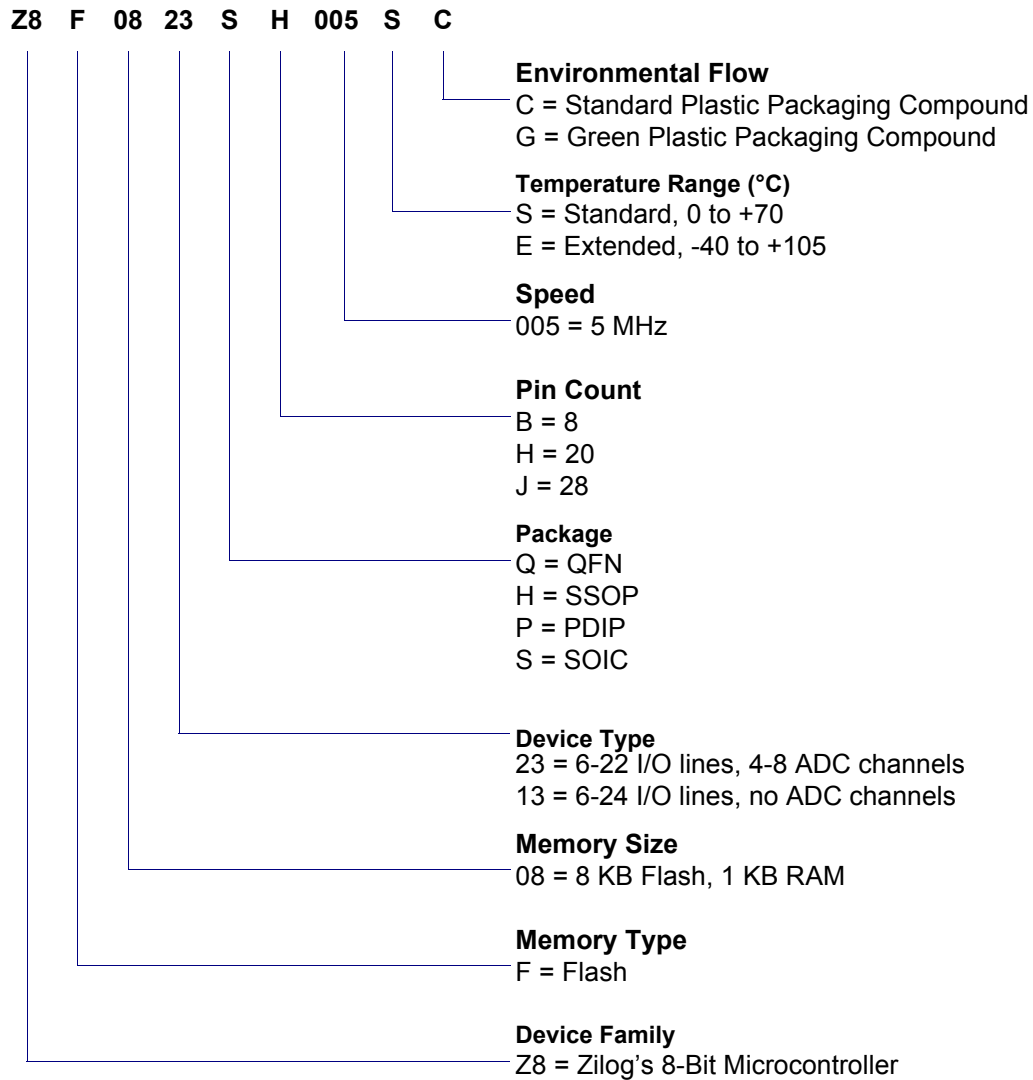 Z8 F 08 23 S H 005 S C
Environmental Flow
C = Standard Plastic Packaging Compound
G = Green Plastic Packaging Compound
Temperature Range (°C)
S = Standard, 0 to +70
E = Extended, -40 to +105
Speed
005 = 5 MHz
Pin Count
B = 8
H = 20
J = 28
Package
Q = QFN
H = SSOP
P = PDIP
S = SOIC
Device Type
23 = 6-22 I/O lines, 4-8 ADC channels
13 = 6-24 I/O lines, no ADC channels
Memory Size
08 = 8 KB Flash, 1 KB RAM
Memory Type
F = Flash
Device Family
Z8 = Zilog's 8-Bit Microcontroller